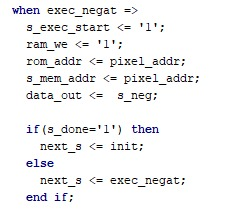 when exec_negat =>
s_exec_start <= '1';
ram_we <= '1';
rom_addr <= pixel_addr;
s_mem_addr <= pixel_addr;
data_out <=  s_neg;
if(s_done='1') then
next_s <= init;
else
next_s <= exec_negat;
end if;